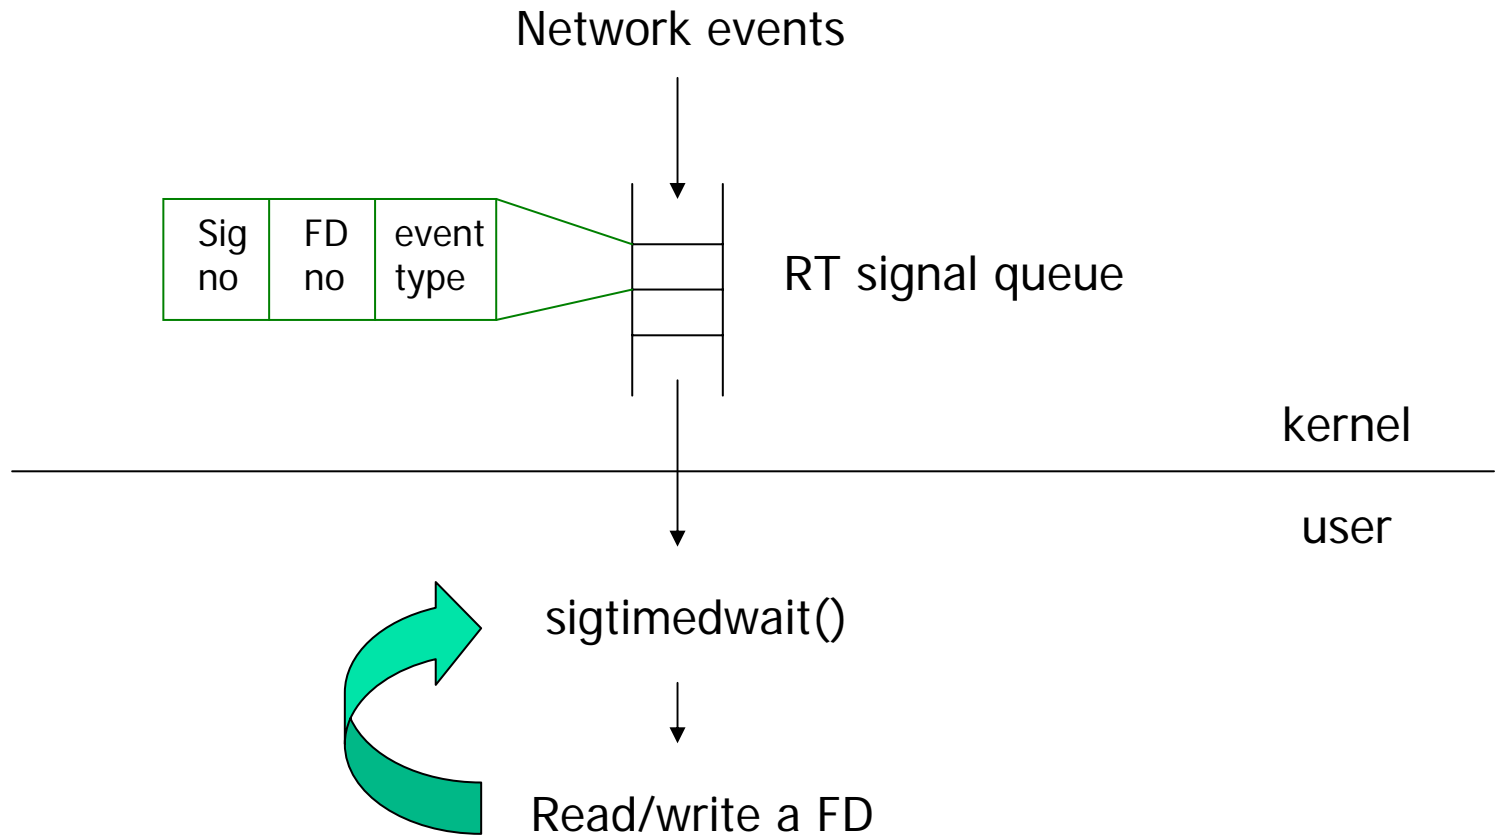 Network events
Sig no
FD no
event type
RT signal queue
kernel
user
sigtimedwait()
Read/write a FD